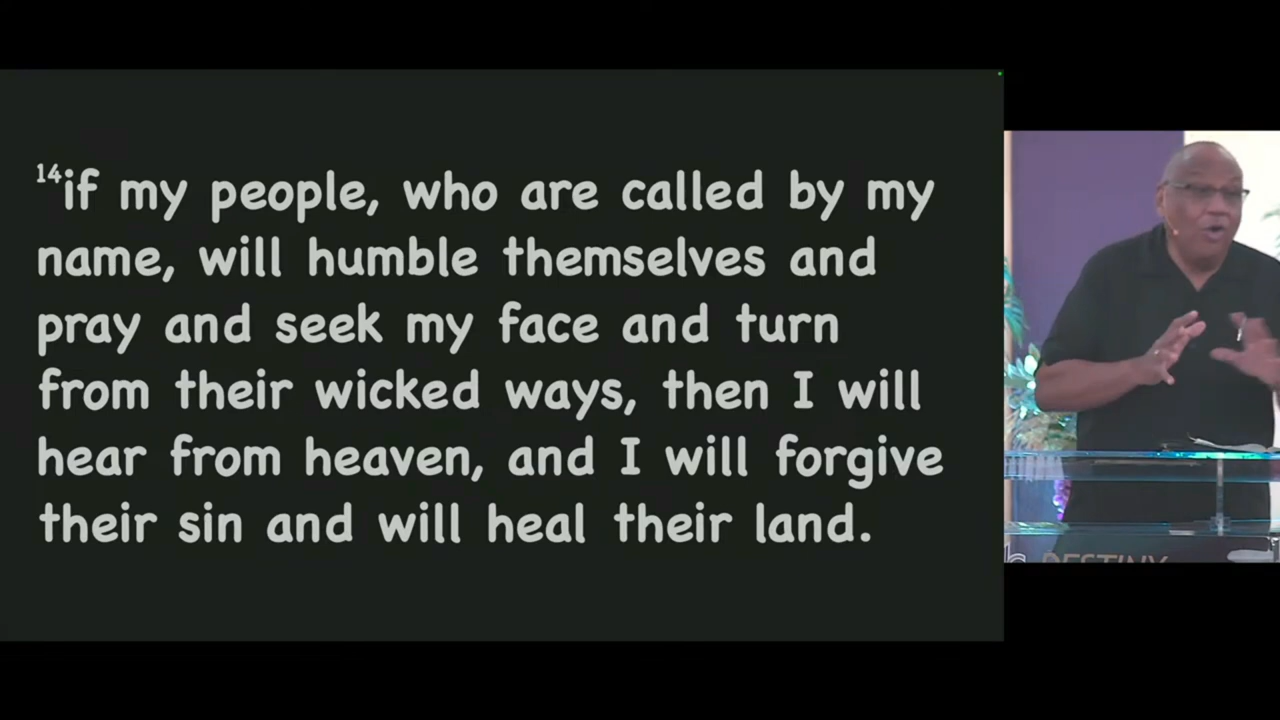 14if my people, who are called by my
name, will humble themselves and
pray and seek my face and turn
from their wicked ways, then I will
hear from heaven, and I will forgive
their sin and will heal their land.
DESTINY